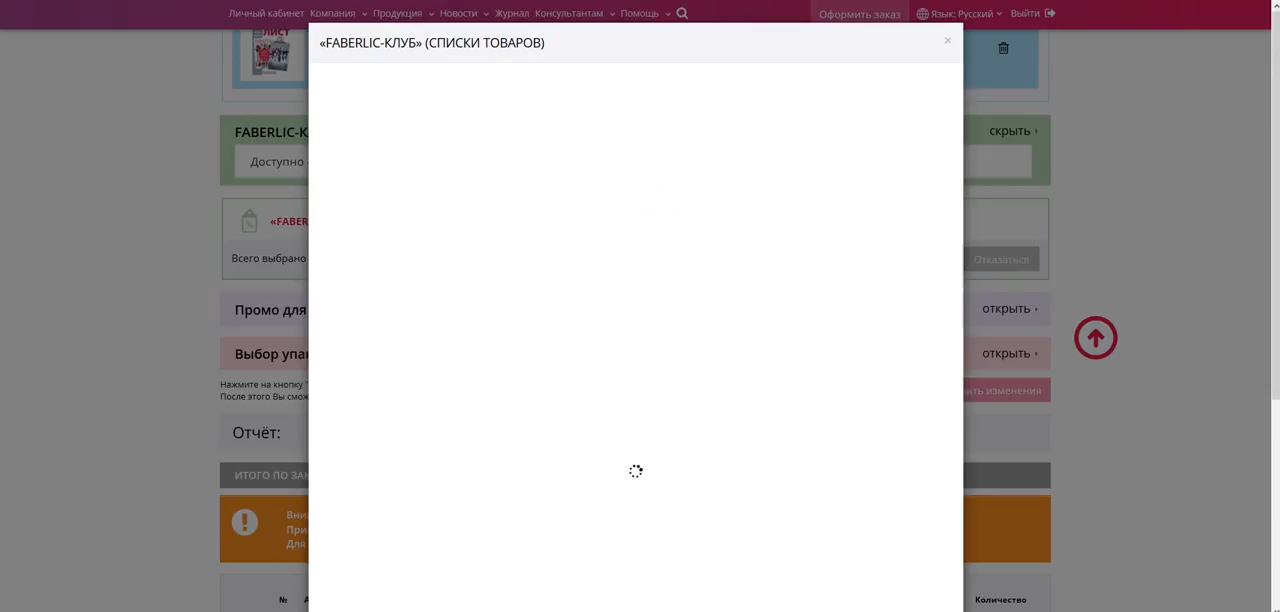 Личный кабинет Компания Продукция Новости Журнал Консультантам Помощь Оформить заказ Язык: Русский Выйти
«FABERLIC-КЛУБ» (СПИСКИ ТОВАРОВ) ×
ЛИСТ
FABERLIC-К скрыть
Доступно
«FABER
Всего выбрано Отказаться
Промо для открыть
Выбор упа открыть
Нажмите на кнопку "
После этого Вы смож
ить изменения
Отчёт:
ИТОГО ПО ЗАК
Вни
При
Для
№ А Количество